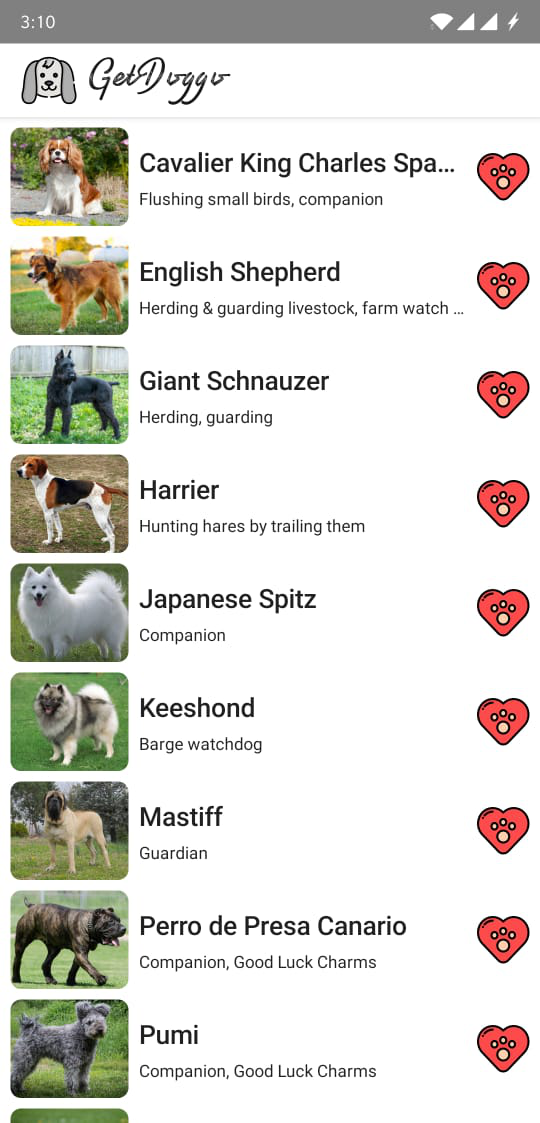 3:10
GetDoggo
Cavalier King Charles Spa...
Flushing small birds, companion
English Shepherd
Herding & guarding livestock, farm watch ...
Giant Schnauzer
Herding, guarding
Harrier
Hunting hares by trailing them
Japanese Spitz
Companion
Keeshond
Barge watchdog
Mastiff
Guardian
Perro de Presa Canario
Companion, Good Luck Charms
Pumi
Companion, Good Luck Charms